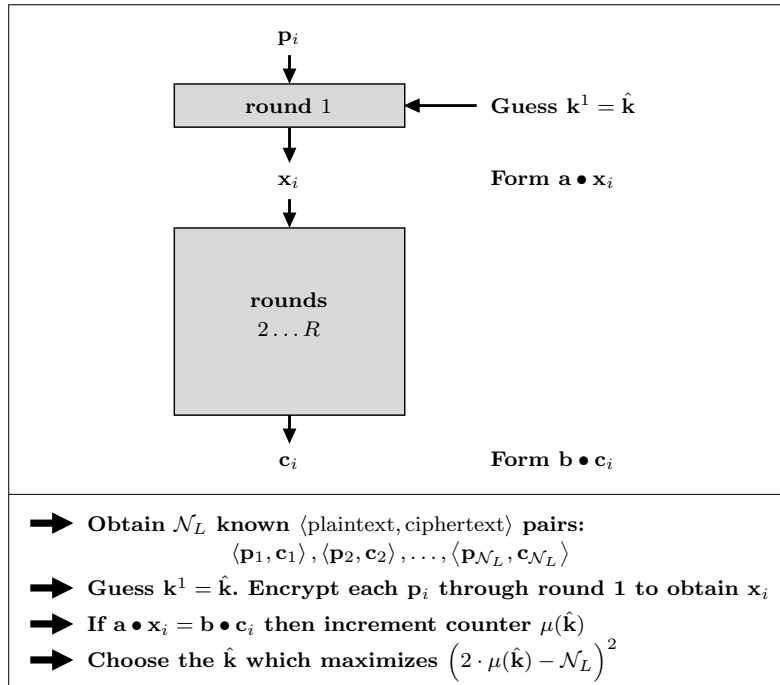 p_i
round 1
Guess k^1 = k̂
x_i
Form a • x_i
rounds
2 … R
c_i
Form b • c_i
Obtain 𝒩_L known ⟨plaintext, ciphertext⟩ pairs:
⟨p_1, c_1⟩, ⟨p_2, c_2⟩, …, ⟨p_{𝒩_L}, c_{𝒩_L}⟩
Guess k^1 = k̂. Encrypt each p_i through round 1 to obtain x_i
If a • x_i = b • c_i then increment counter μ(k̂)
Choose the k̂ which maximizes (2 · μ(k̂) − 𝒩_L)^2